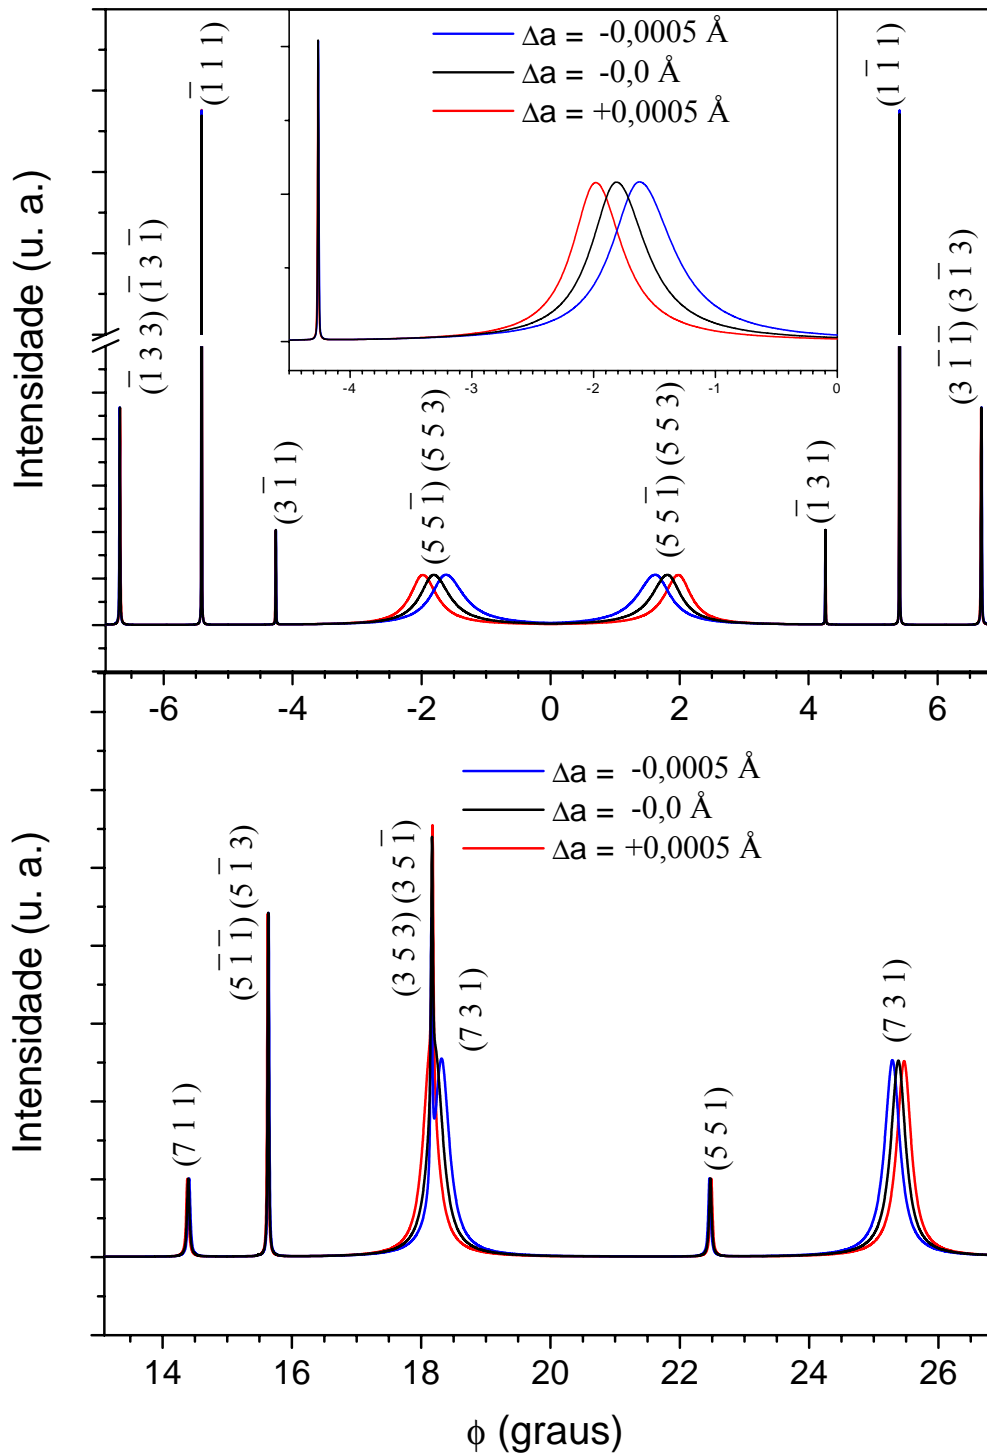 Δa = -0,0005 Å
Δa = -0,0 Å
Δa = +0,0005 Å
-4 -3 -2 -1 0
Intensidade (u. a.)
(1̅ 3 3) (1̅ 3 1̅)
(1̅ 1 1)
(3 1̅ 1)
(5 5 1̅) (5 5 3)
(5 5 1̅) (5 5 3)
(1̅ 3 1)
(1 1̅ 1)
(3 1̅ 1̅) (3 1̅ 3)
-6 -4 -2 0 2 4 6
Δa = -0,0005 Å
Δa = -0,0 Å
Δa = +0,0005 Å
Intensidade (u. a.)
(7 1 1)
(5 1̅ 1̅) (5 1̅ 3)
(3 5 3) (3 5 1̅)
(7 3 1)
(5 5 1)
(7 3 1)
14 16 18 20 22 24 26
ϕ (graus)